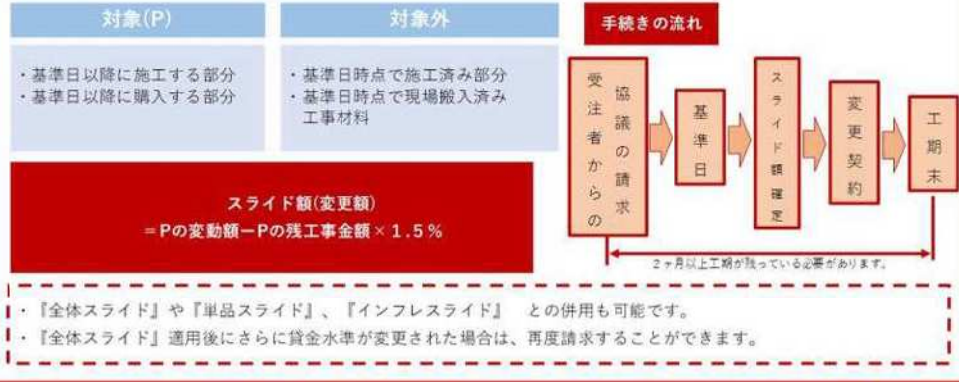 対象(P)
・基準日以降に施工する部分
・基準日以降に購入する部分
対象外
・基準日時点で施工済み部分
・基準日時点で現場搬入済み
工事材料
スライド額(変更額)
＝Pの変動額ーPの残工事金額×1.5％
手続きの流れ
受注者からの
協議の請求
基準日
スライド額確定
変更契約
工期末
2ヶ月以上工期が残っている必要があります。
・『全体スライド』や『単品スライド』、『インフレスライド』　との併用も可能です。
・『全体スライド』適用後にさらに賃金水準が変更された場合は、再度請求することができます。